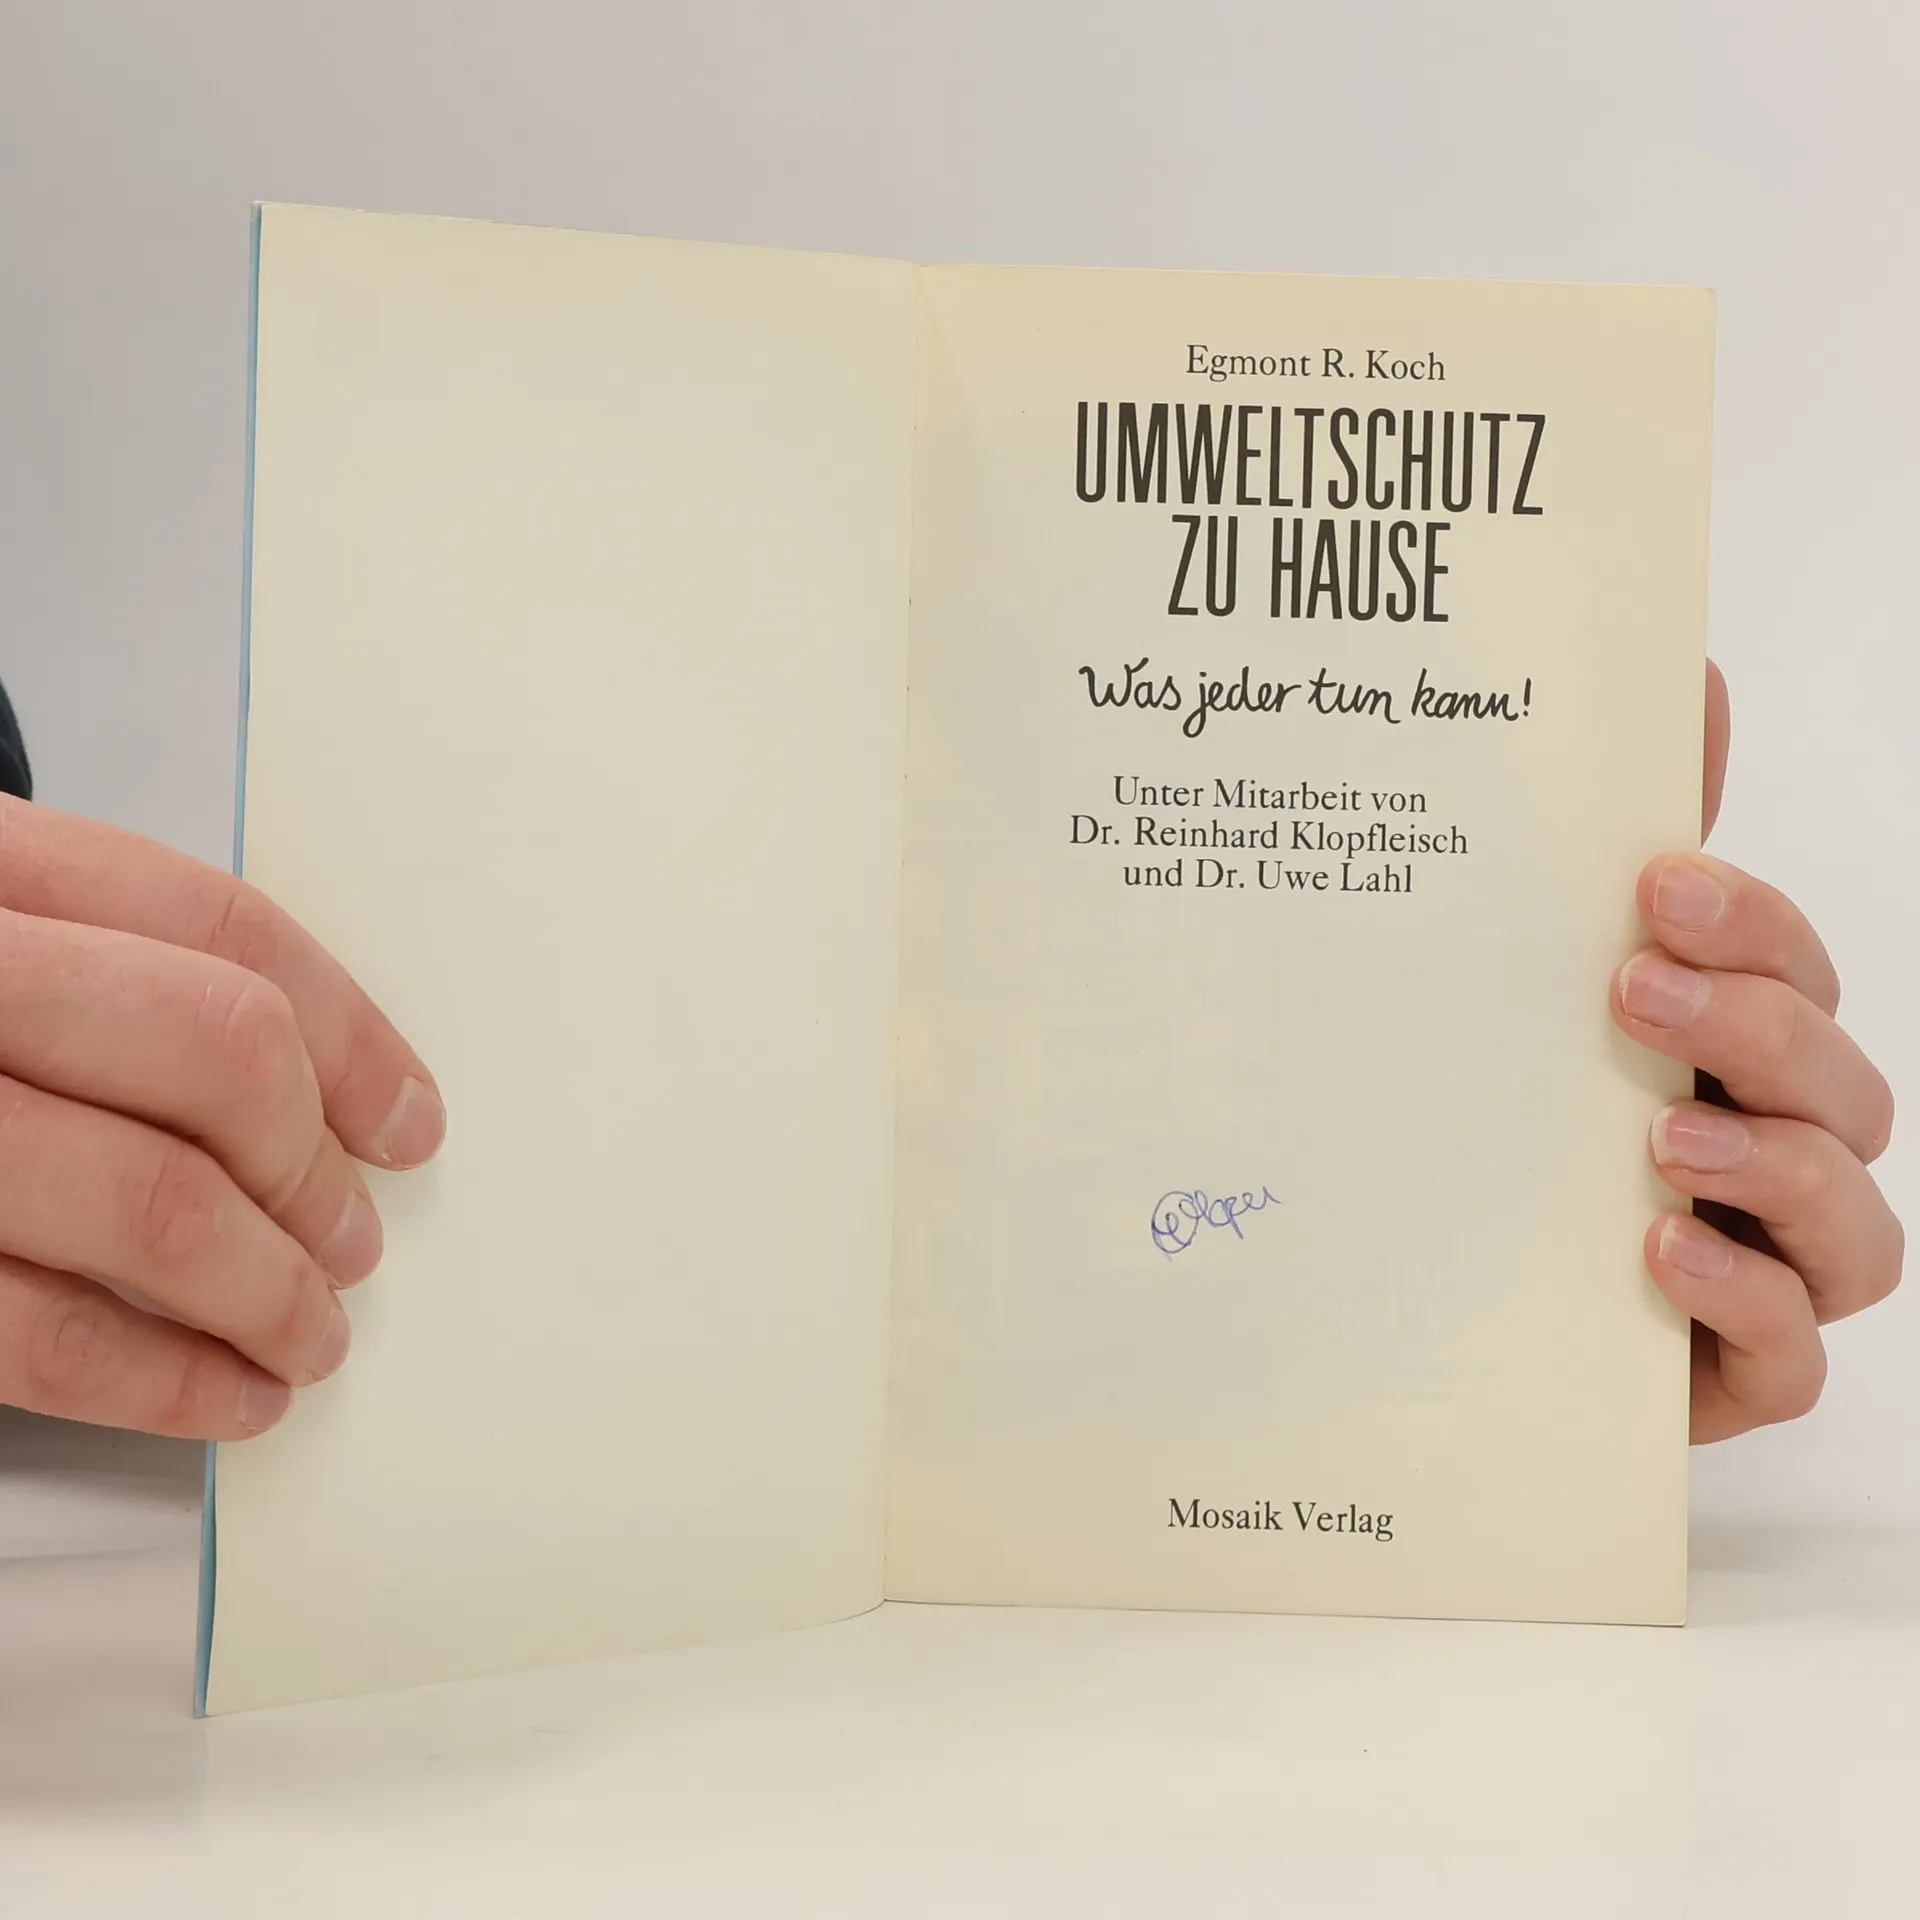 Egmont R. Koch
UMWELTSCHUTZ
ZU HAUSE
Was jeder tun kann!
Unter Mitarbeit von
Dr. Reinhard Klopfleisch
und Dr. Uwe Lahl
Mosaik Verlag